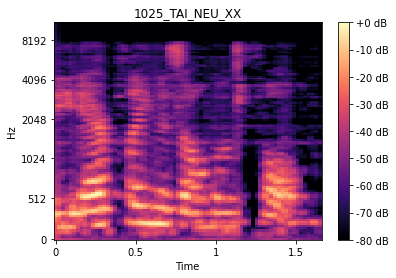 1025_TAI_NEU_XX
+0 dB
8192
-10 dB
4096
-20 dB
-30 dB
2048
Hz
-40 dB
1024
-50 dB
512
-60 dB
-70 dB
0
-80 dB
0
0.5
1
1.5
Time